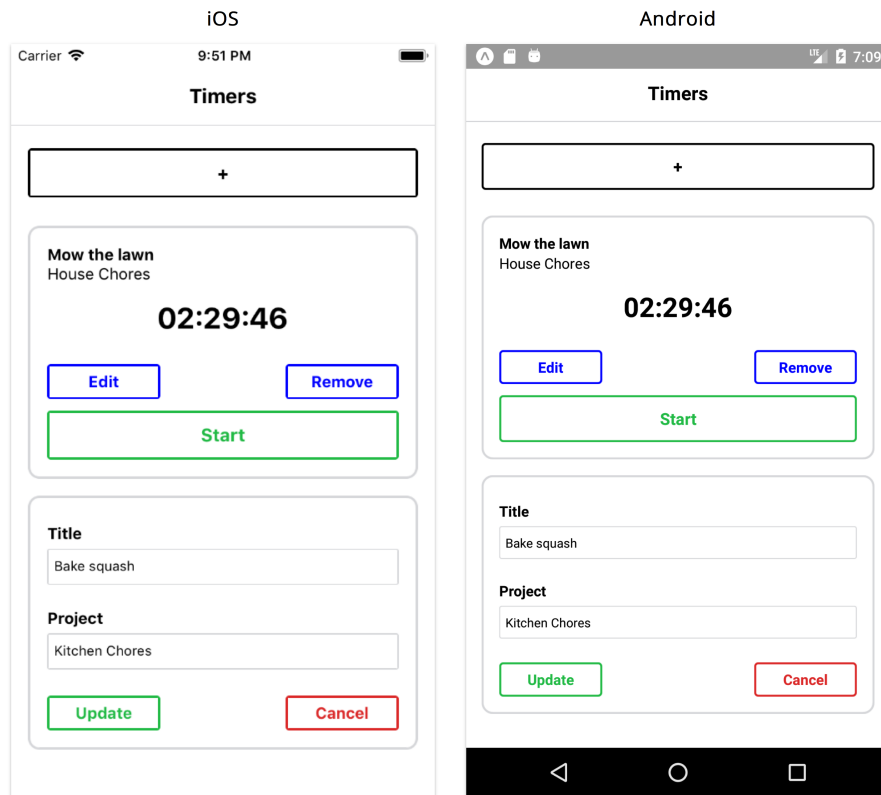 iOS
Carrier 9:51 PM
Timers
+
Mow the lawn
House Chores
02:29:46
Edit Remove
Start
Title
Bake squash
Project
Kitchen Chores
Update Cancel
Android
LTE 7:09
Timers
+
Mow the lawn
House Chores
02:29:46
Edit Remove
Start
Title
Bake squash
Project
Kitchen Chores
Update Cancel